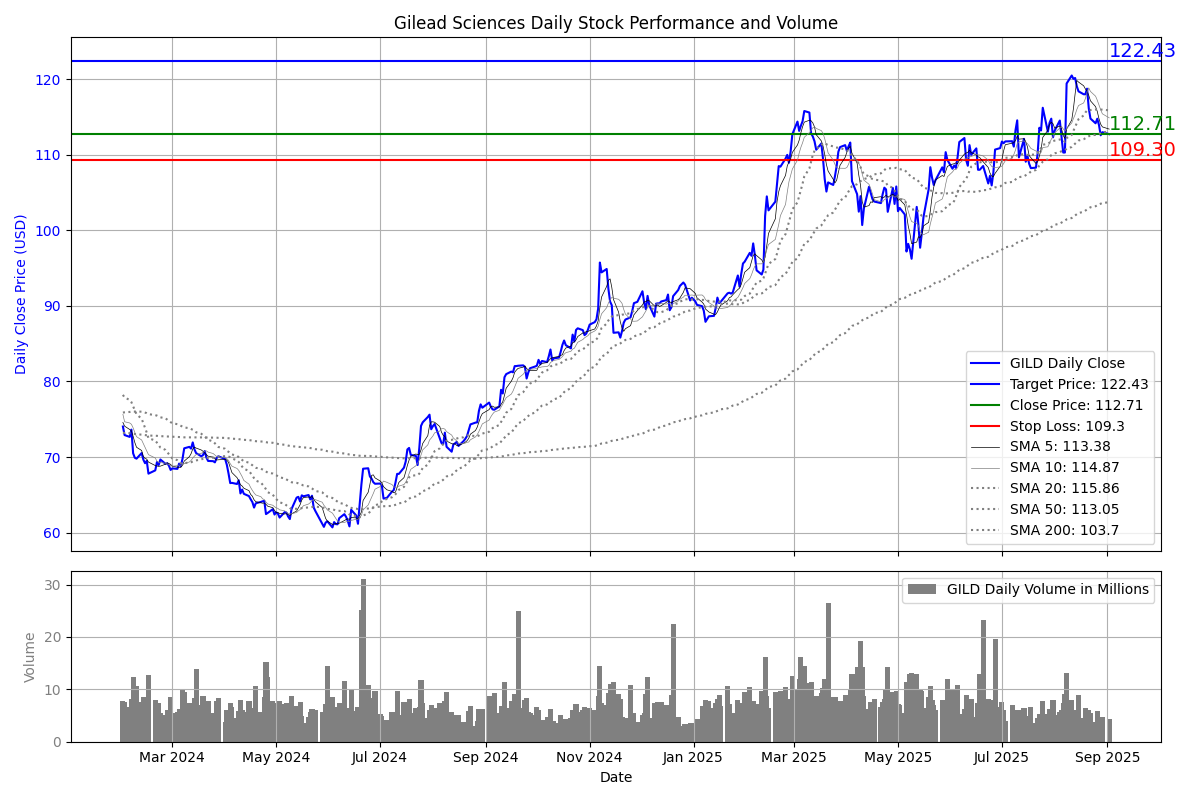 Gilead Sciences Daily Stock Performance and Volume
122.43
120
112.71
110
109.30
100
90
80
70
60
Daily Close Price (USD)
GILD Daily Close
Target Price: 122.43
Close Price: 112.71
Stop Loss: 109.3
SMA 5: 113.38
SMA 10: 114.87
SMA 20: 115.86
SMA 50: 113.05
SMA 200: 103.7
30
20
10
0
Volume
GILD Daily Volume in Millions
Mar 2024 May 2024 Jul 2024 Sep 2024 Nov 2024 Jan 2025 Mar 2025 May 2025 Jul 2025 Sep 2025
Date